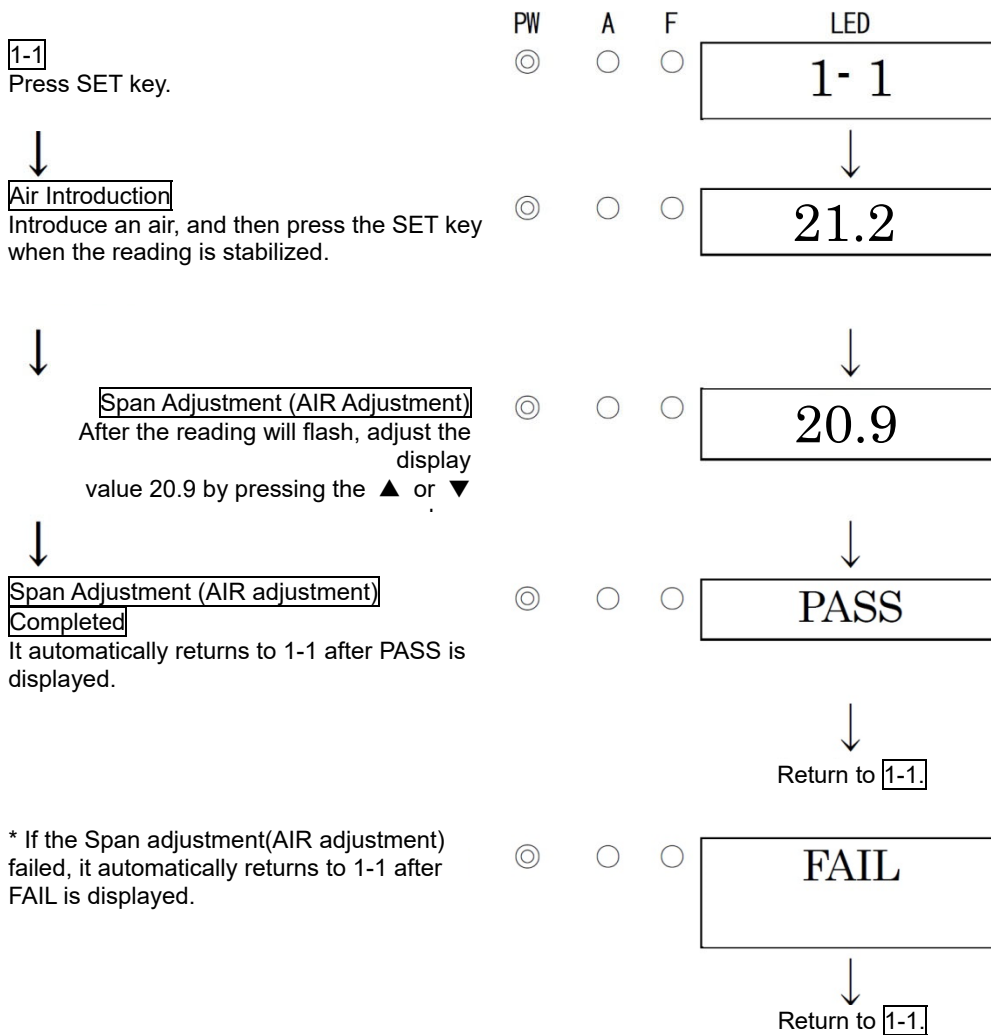 PW A F LED
1-1
Press SET key.
1- 1
↓ ↓
Air Introduction
Introduce an air, and then press the SET key
when the reading is stabilized.
21.2
↓ ↓
Span Adjustment (AIR Adjustment)
After the reading will flash, adjust the
display
value 20.9 by pressing the ▲ or ▼
20.9
↓ ↓
Span Adjustment (AIR adjustment)
Completed
It automatically returns to 1-1 after PASS is
displayed.
PASS
↓
Return to 1-1.
* If the Span adjustment(AIR adjustment)
failed, it automatically returns to 1-1 after
FAIL is displayed.
FAIL
↓
Return to 1-1.